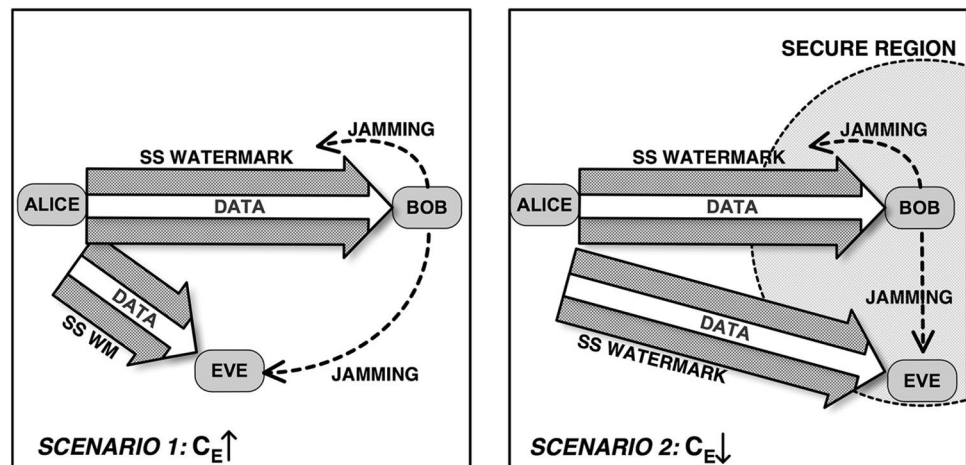 JAMMING
SS WATERMARK
ALICE
DATA
BOB
DATA
SS WM
EVE
JAMMING
SCENARIO 1: CE↑
SECURE REGION
JAMMING
SS WATERMARK
ALICE
DATA
BOB
JAMMING
DATA
SS WATERMARK
EVE
SCENARIO 2: CE↓